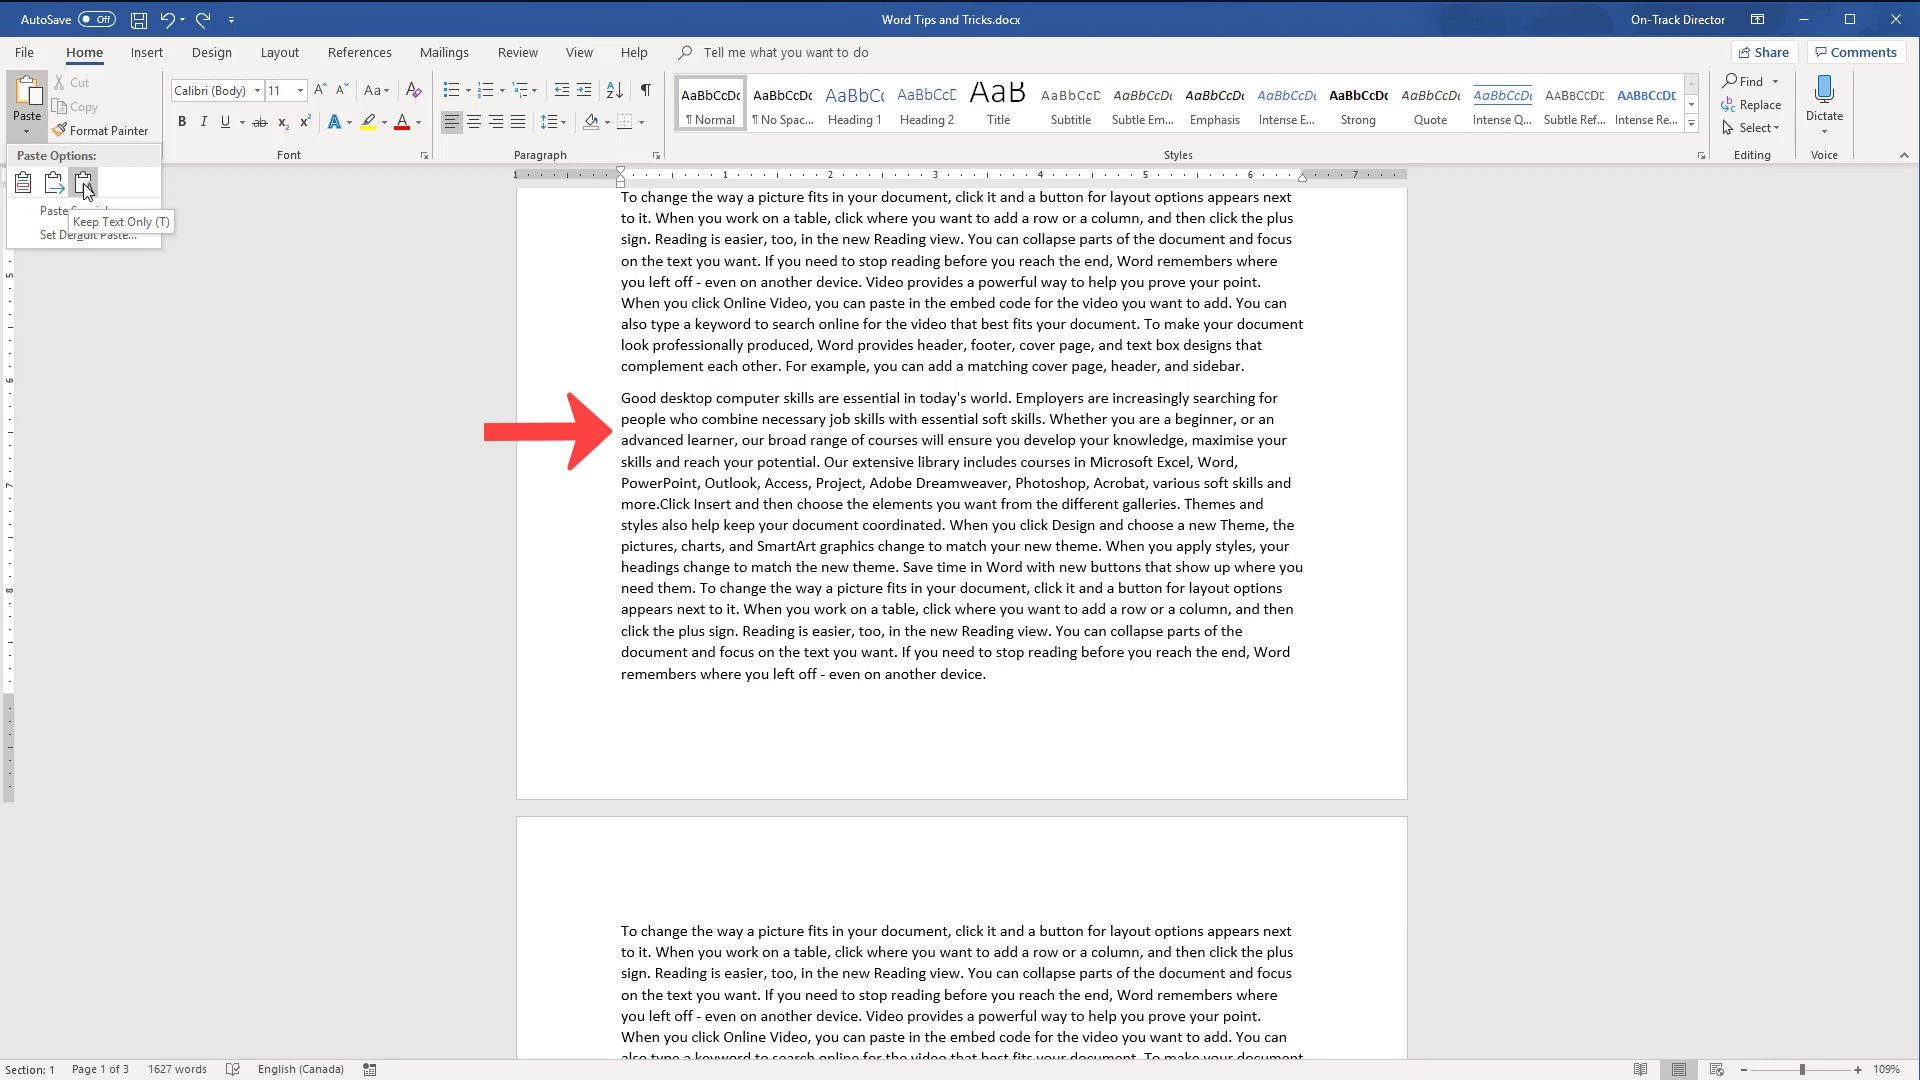 AutoSave Off
Word Tips and Tricks.docx
On-Track Director
File Home Insert Design Layout References Mailings Review View Help Tell me what you want to do
Share Comments
Paste
Cut
Copy
Format Painter
Calibri (Body) 11
Font
Paragraph
AaBbCcDc ¶ Normal
AaBbCcDc ¶ No Spac...
AaBbCc Heading 1
AaBbCcD Heading 2
AaB Title
AaBbCcD Subtitle
AaBbCcDc Subtle Em...
AaBbCcDc Emphasis
AaBbCcDc Intense E...
AaBbCcDc Strong
AaBbCcDc Quote
AaBbCcDc Intense Q...
AABBCCDD Subtle Ref...
AABBCCDD Intense Re...
Styles
Find
Replace
Select
Editing
Dictate
Voice
Paste Options:
Paste
Keep Text Only (T)
Set Default Paste...
1 1 2 3 4 5 6 7
5
6
7
8
To change the way a picture fits in your document, click it and a button for layout options appears next
to it. When you work on a table, click where you want to add a row or a column, and then click the plus
sign. Reading is easier, too, in the new Reading view. You can collapse parts of the document and focus
on the text you want. If you need to stop reading before you reach the end, Word remembers where
you left off - even on another device. Video provides a powerful way to help you prove your point.
When you click Online Video, you can paste in the embed code for the video you want to add. You can
also type a keyword to search online for the video that best fits your document. To make your document
look professionally produced, Word provides header, footer, cover page, and text box designs that
complement each other. For example, you can add a matching cover page, header, and sidebar.
Good desktop computer skills are essential in today's world. Employers are increasingly searching for
people who combine necessary job skills with essential soft skills. Whether you are a beginner, or an
advanced learner, our broad range of courses will ensure you develop your knowledge, maximise your
skills and reach your potential. Our extensive library includes courses in Microsoft Excel, Word,
PowerPoint, Outlook, Access, Project, Adobe Dreamweaver, Photoshop, Acrobat, various soft skills and
more.Click Insert and then choose the elements you want from the different galleries. Themes and
styles also help keep your document coordinated. When you click Design and choose a new Theme, the
pictures, charts, and SmartArt graphics change to match your new theme. When you apply styles, your
headings change to match the new theme. Save time in Word with new buttons that show up where you
need them. To change the way a picture fits in your document, click it and a button for layout options
appears next to it. When you work on a table, click where you want to add a row or a column, and then
click the plus sign. Reading is easier, too, in the new Reading view. You can collapse parts of the
document and focus on the text you want. If you need to stop reading before you reach the end, Word
remembers where you left off - even on another device.
To change the way a picture fits in your document, click it and a button for layout options appears next
to it. When you work on a table, click where you want to add a row or a column, and then click the plus
sign. Reading is easier, too, in the new Reading view. You can collapse parts of the document and focus
on the text you want. If you need to stop reading before you reach the end, Word remembers where
you left off - even on another device. Video provides a powerful way to help you prove your point.
When you click Online Video, you can paste in the embed code for the video you want to add. You can
also type a keyword to search online for the video that best fits your document. To make your document
Section: 1 Page 1 of 3 1627 words English (Canada)
109%